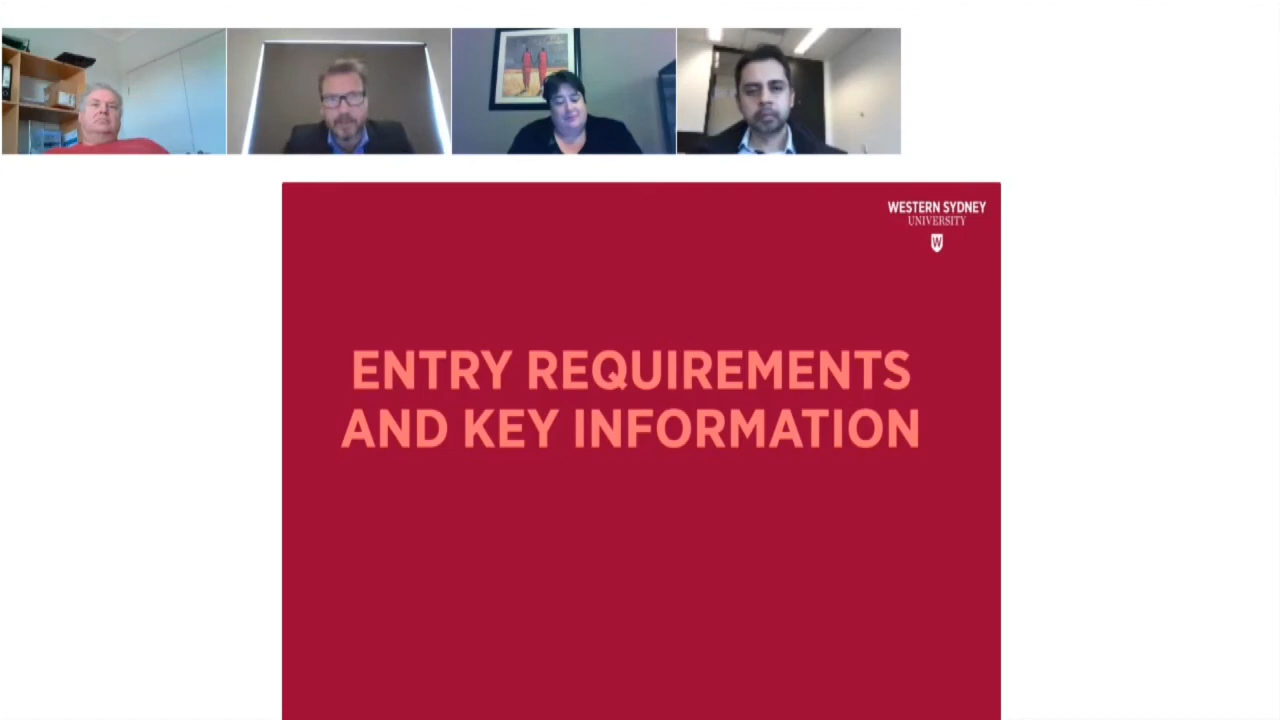 WESTERN SYDNEY
UNIVERSITY
W
ENTRY REQUIREMENTS
AND KEY INFORMATION